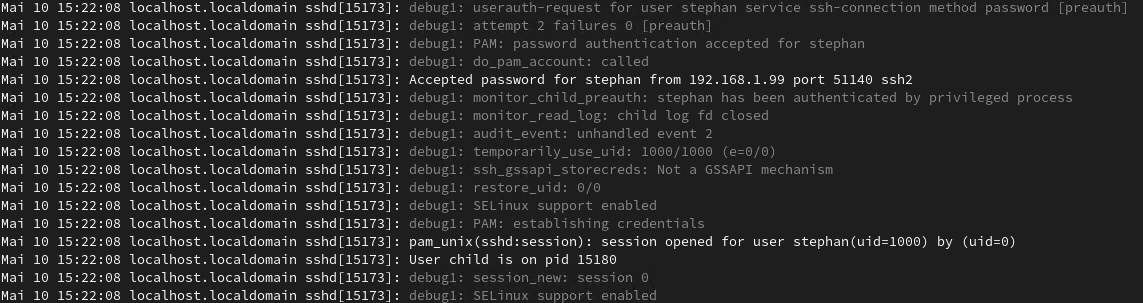 Mai 10 15:22:08 localhost.localdomain sshd[15173]: debug1: userauth-request for user stephan service ssh-connection method password [preauth]
Mai 10 15:22:08 localhost.localdomain sshd[15173]: debug1: attempt 2 failures 0 [preauth]
Mai 10 15:22:08 localhost.localdomain sshd[15173]: debug1: PAM: password authentication accepted for stephan
Mai 10 15:22:08 localhost.localdomain sshd[15173]: debug1: do_pam_account: called
Mai 10 15:22:08 localhost.localdomain sshd[15173]: Accepted password for stephan from 192.168.1.99 port 51140 ssh2
Mai 10 15:22:08 localhost.localdomain sshd[15173]: debug1: monitor_child_preauth: stephan has been authenticated by privileged process
Mai 10 15:22:08 localhost.localdomain sshd[15173]: debug1: monitor_read_log: child log fd closed
Mai 10 15:22:08 localhost.localdomain sshd[15173]: debug1: audit_event: unhandled event 2
Mai 10 15:22:08 localhost.localdomain sshd[15173]: debug1: temporarily_use_uid: 1000/1000 (e=0/0)
Mai 10 15:22:08 localhost.localdomain sshd[15173]: debug1: ssh_gssapi_storecreds: Not a GSSAPI mechanism
Mai 10 15:22:08 localhost.localdomain sshd[15173]: debug1: restore_uid: 0/0
Mai 10 15:22:08 localhost.localdomain sshd[15173]: debug1: SELinux support enabled
Mai 10 15:22:08 localhost.localdomain sshd[15173]: debug1: PAM: establishing credentials
Mai 10 15:22:08 localhost.localdomain sshd[15173]: pam_unix(sshd:session): session opened for user stephan(uid=1000) by (uid=0)
Mai 10 15:22:08 localhost.localdomain sshd[15173]: User child is on pid 15180
Mai 10 15:22:08 localhost.localdomain sshd[15173]: debug1: session_new: session 0
Mai 10 15:22:08 localhost.localdomain sshd[15173]: debug1: SELinux support enabled